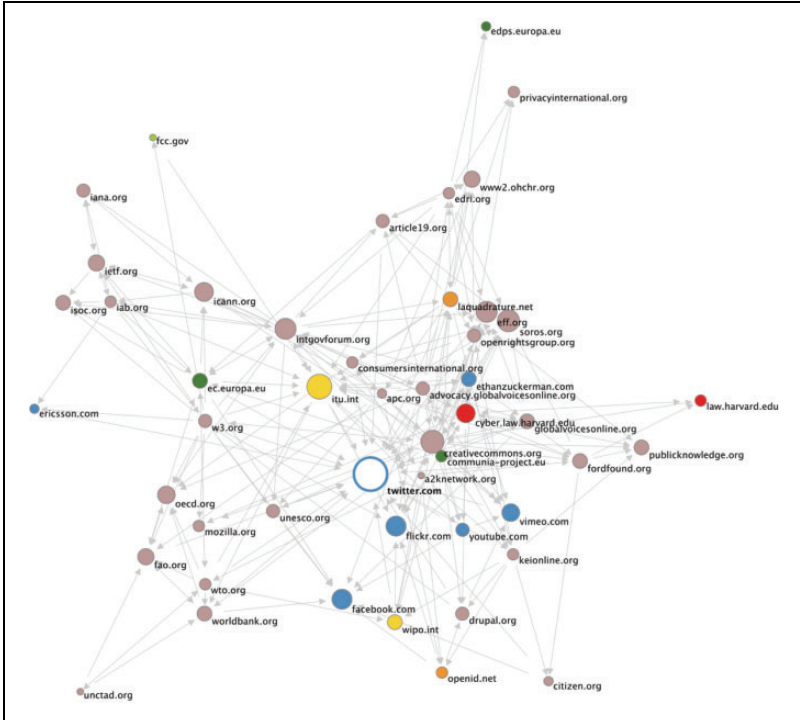 edps.europa.eu
privacyinternational.org
fcc.gov
www2.ohchr.org
iana.org
edri.org
article19.org
ietf.org
icann.org
isoc.org
iab.org
laquadrature.net
eff.org
soros.org
intgovforum.org
openrightsgroup.org
consumersinternational.org
ec.europa.eu
ethanzuckerman.com
itu.int
apc.org
advocacy.globalvoicesonline.org
law.harvard.edu
ericsson.com
cyber.law.harvard.edu
w3.org
globalvoicesonline.org
creativecommons.org
publicknowledge.org
communia-project.eu
fordfound.org
a2knetwork.org
twitter.com
oecd.org
unesco.org
vimeo.com
mozilla.org
flickr.com
youtube.com
keionline.org
fao.org
wto.org
facebook.com
worldbank.org
drupal.org
wipo.int
openid.net
citizen.org
unctad.org